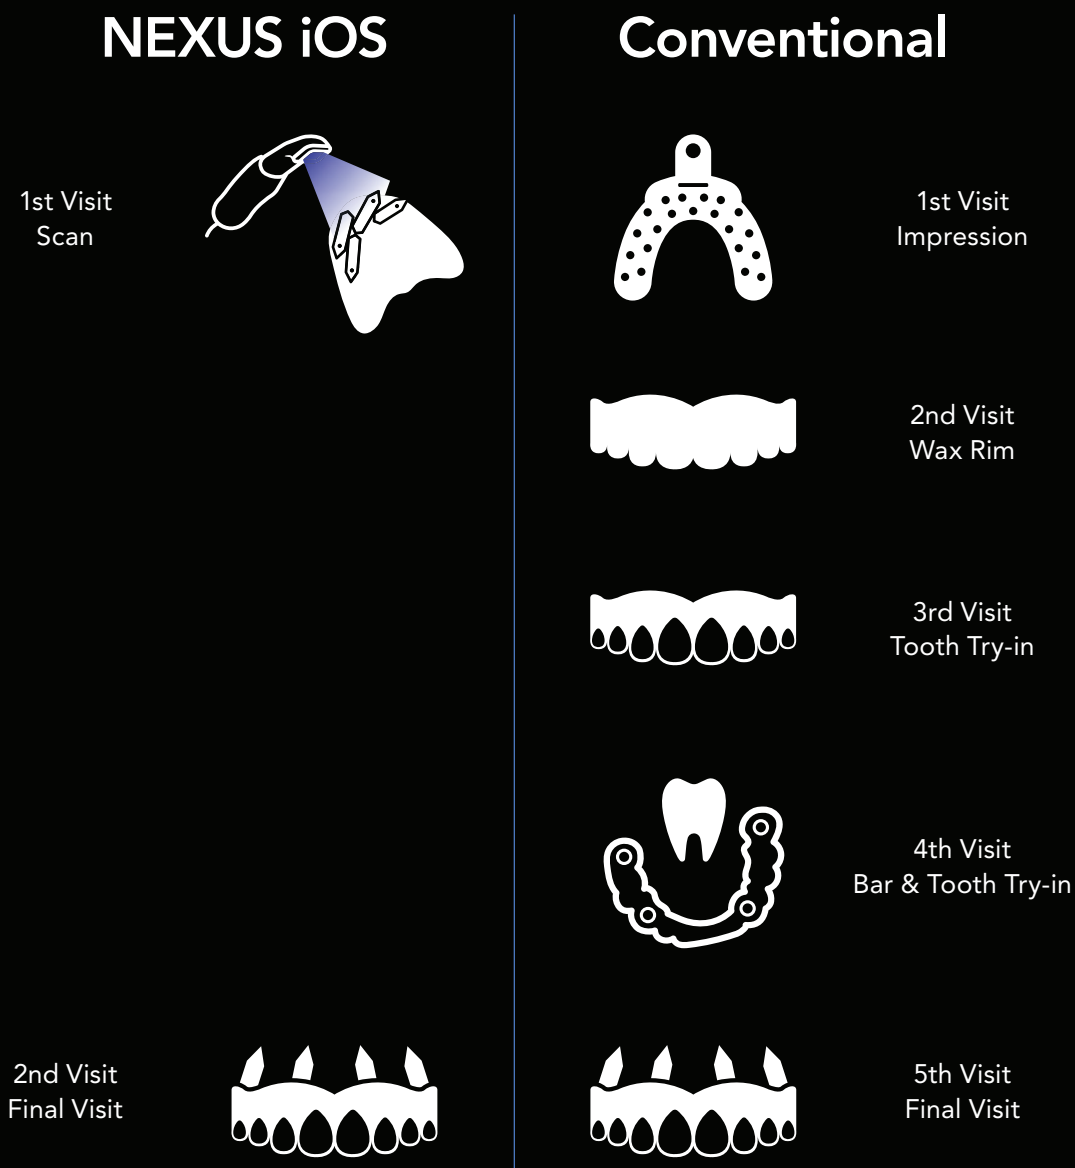 NEXUS iOS
1st Visit
Scan
2nd Visit
Final Visit
Conventional
1st Visit
Impression
2nd Visit
Wax Rim
3rd Visit
Tooth Try-in
4th Visit
Bar & Tooth Try-in
5th Visit
Final Visit